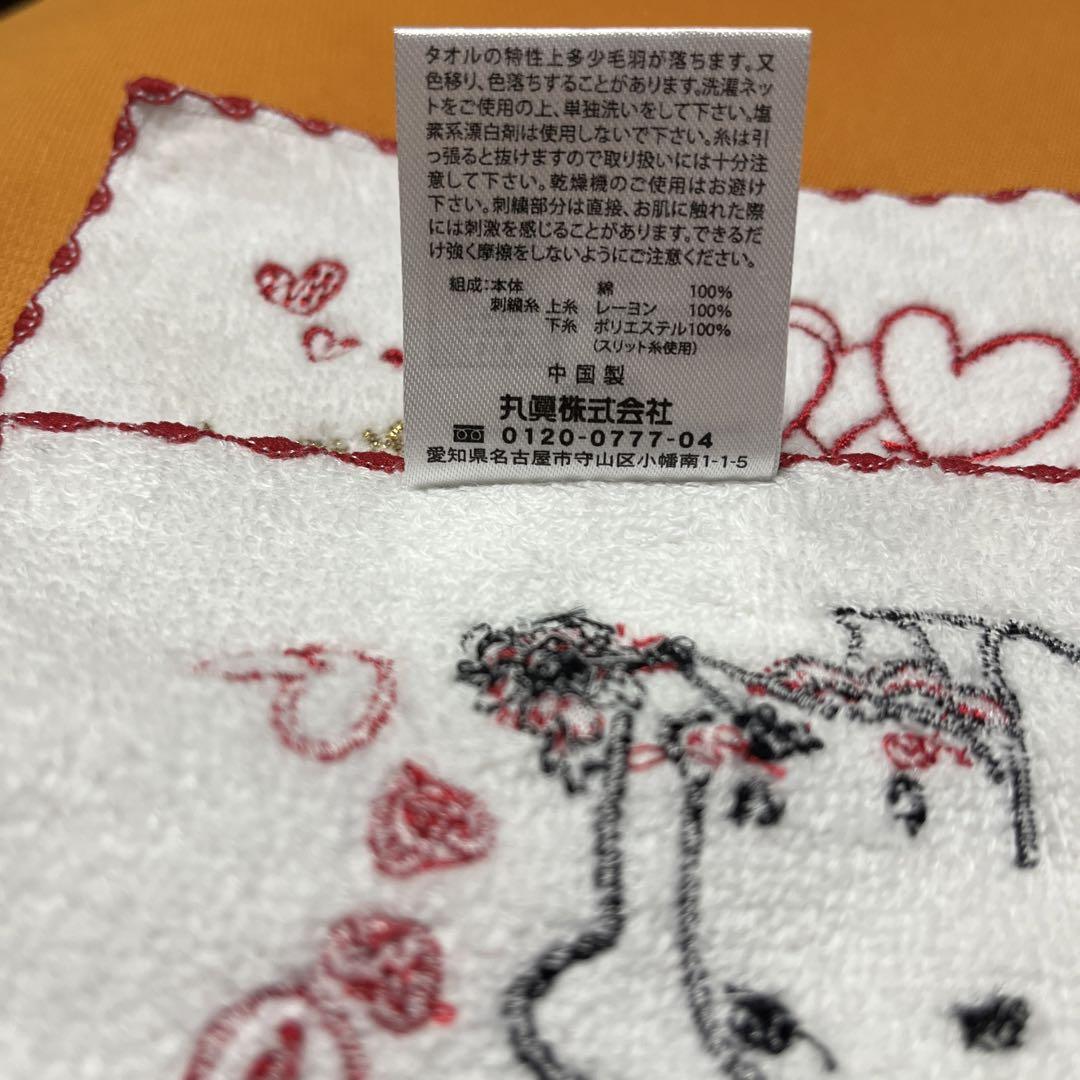 タオルの特性上多少毛羽が落ちます。又
色移り、色落ちすることがあります。洗濯ネッ
トをご使用の上、単独洗いをして下さい。塩
素系漂白剤は使用しないで下さい。糸は引
っ張ると抜けますので取り扱いには十分注
意して下さい。乾燥機のご使用はお避け
下さい。刺繍部分は直接、お肌に触れた際
には刺激を感じることがあります。できるだ
け強く摩擦をしないようにご注意ください。
組成:本体 綿 100%
刺繍糸 上糸 レーヨン 100%
下糸 ポリエステル100%
(スリット糸使用)
中国製
丸眞株式会社
0120-0777-04
愛知県名古屋市守山区小幡南1-1-5